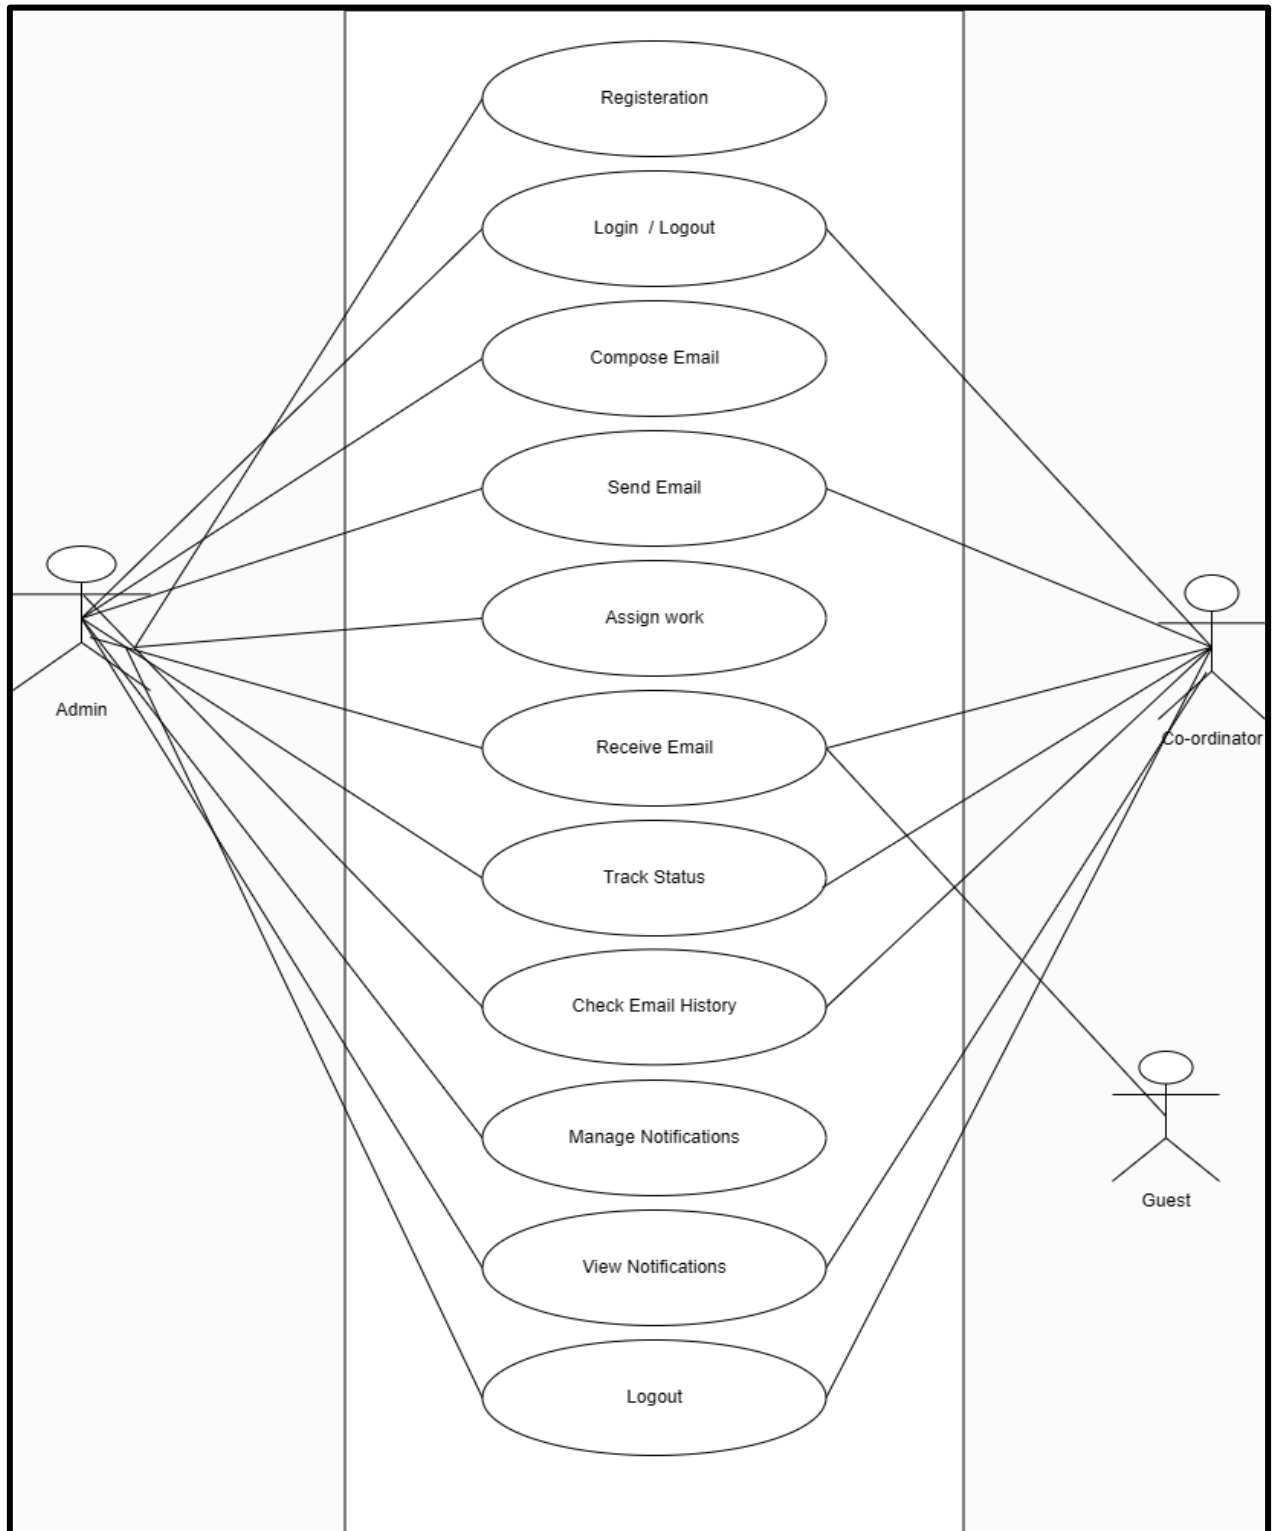 Registeration
Login / Logout
Compose Email
Send Email
Assign work
Admin
Receive Email
Co-ordinator
Track Status
Check Email History
Manage Notifications
Guest
View Notifications
Logout